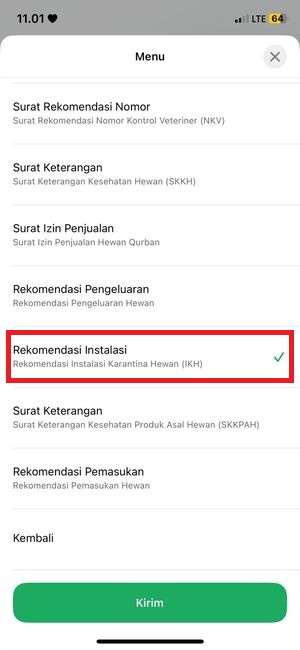 11.01
LTE 64
Menu
Surat Rekomendasi Nomor
Surat Rekomendasi Nomor Kontrol Veteriner (NKV)
Surat Keterangan
Surat Keterangan Kesehatan Hewan (SKKH)
Surat Izin Penjualan
Surat Izin Penjualan Hewan Qurban
Rekomendasi Pengeluaran
Rekomendasi Pengeluaran Hewan
Rekomendasi Instalasi
Rekomendasi Instalasi Karantina Hewan (IKH)
Surat Keterangan
Surat Keterangan Kesehatan Produk Asal Hewan (SKKPAH)
Rekomendasi Pemasukan
Rekomendasi Pemasukan Hewan
Kembali
Kirim